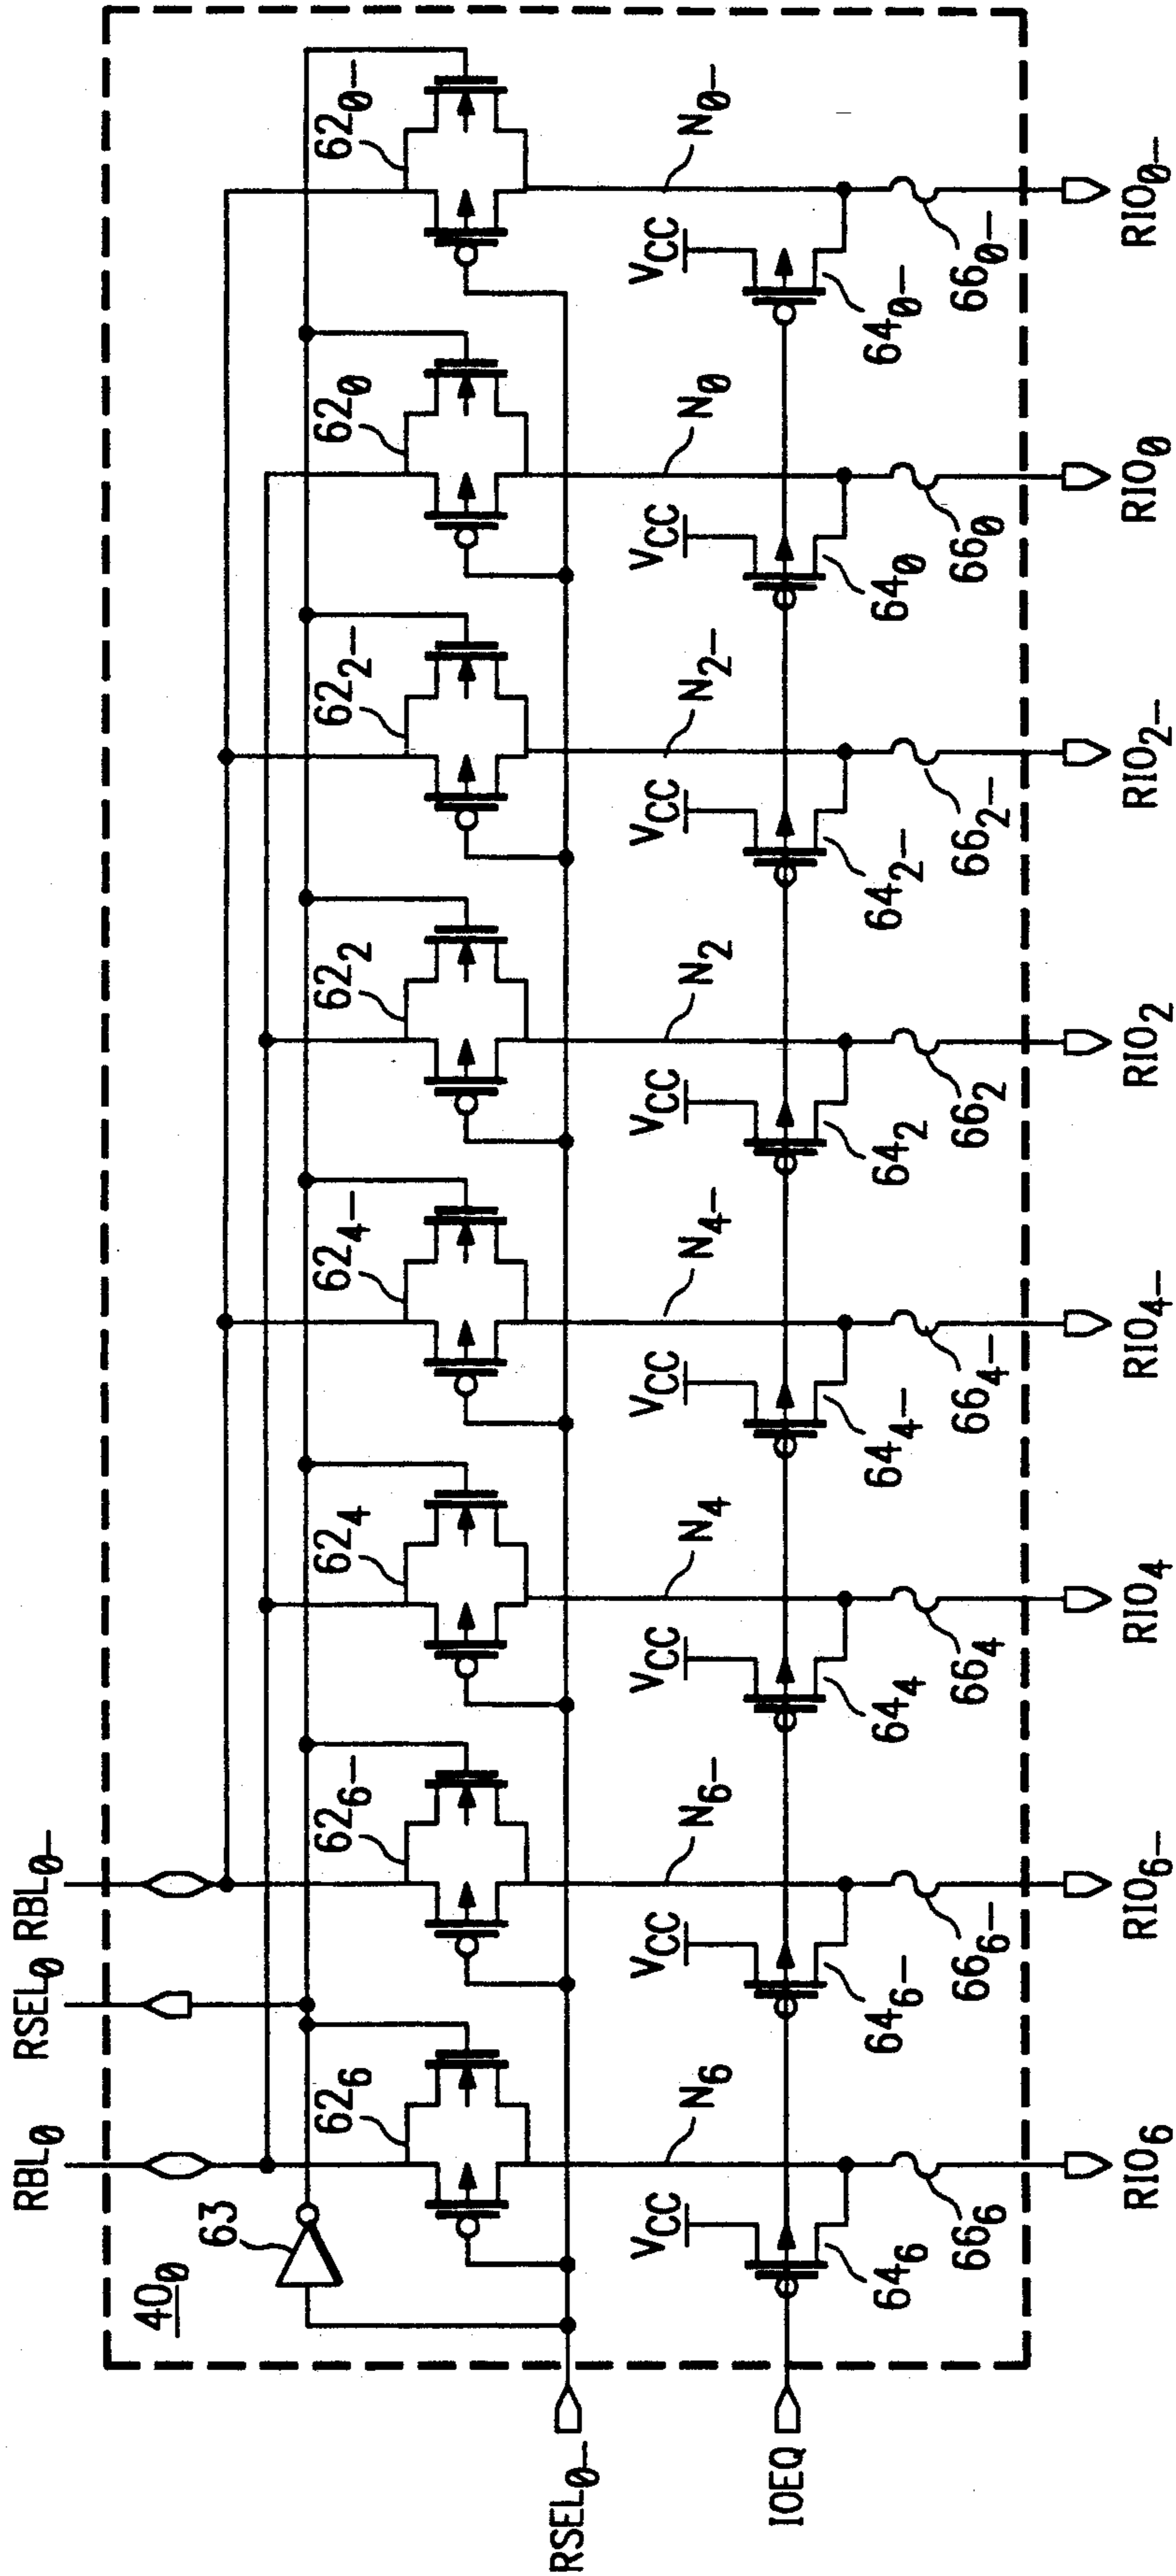 RBL0 RSEL0 RBL0–
400
63
626 626– 624 624– 622 622– 620 620–
RSEL0–
N6 N6– N4 N4– N2 N2– N0 N0–
VCC VCC VCC VCC VCC VCC VCC VCC
IOEQ
646 646– 644 644– 642 642– 640 640–
666 666– 664 664– 662 662– 660 660–
RIO6 RIO6– RIO4 RIO4– RIO2 RIO2– RIO0 RIO0–